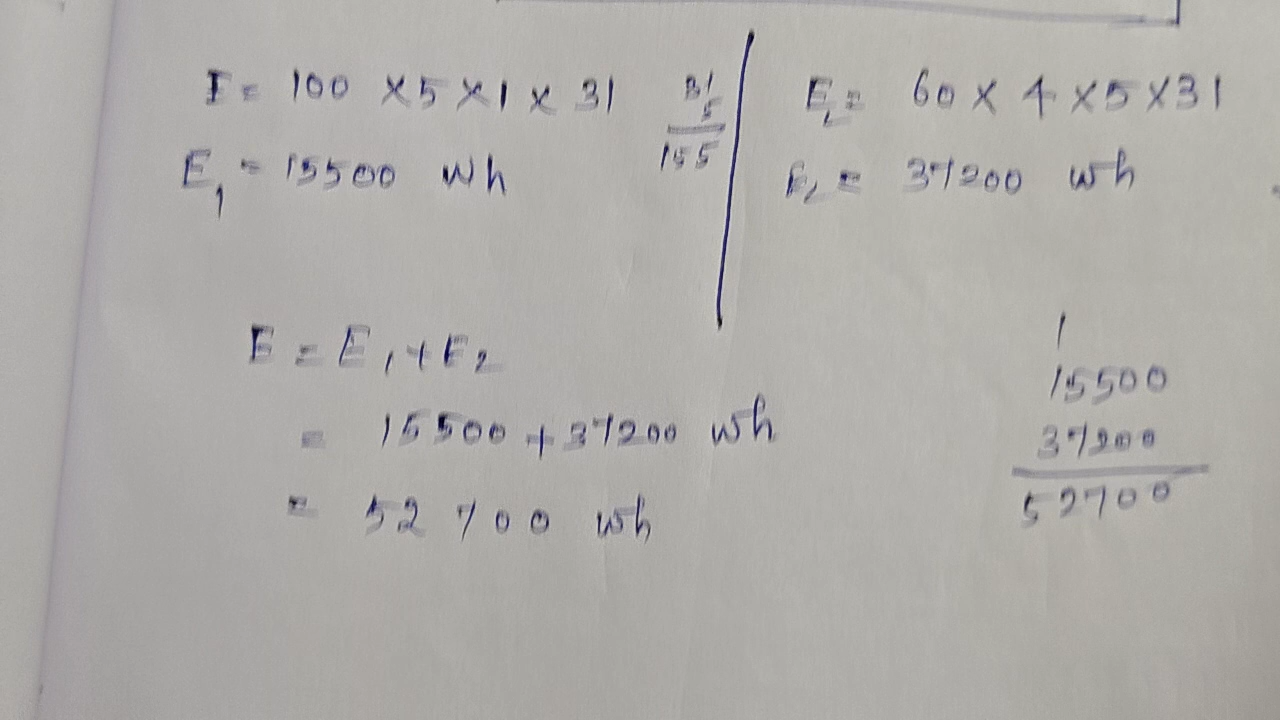 E = 100 x 5 x 1 x 31
E1 = 15500 Wh
31
5
155
E2 = 60 x 4 x 5 x 31
E2 = 37200 wh
E = E1 + E2
= 15500 + 37200 wh
= 52700 wh
1
15500
37200
52700